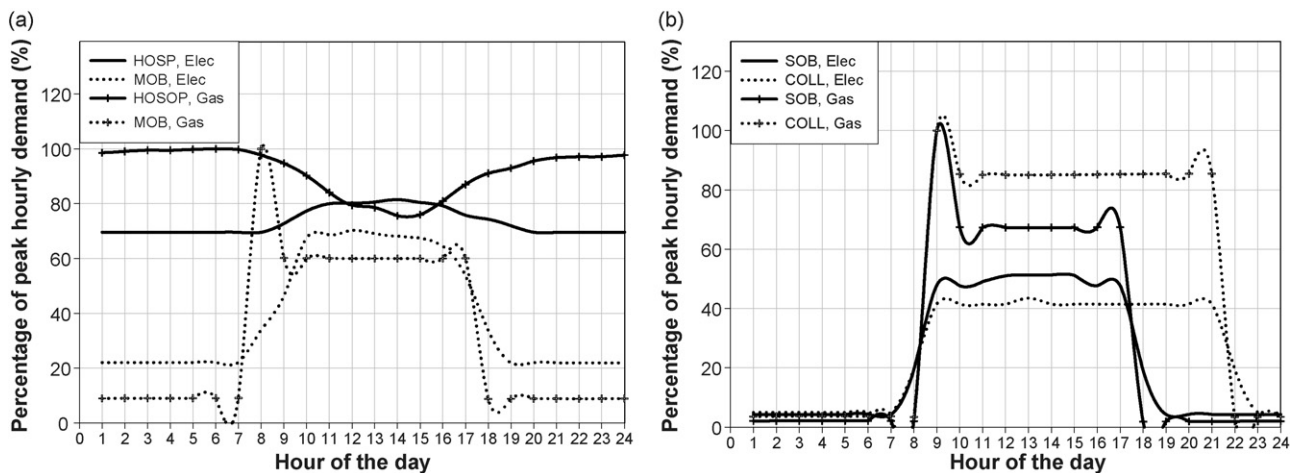 (a)
HOSP, Elec
MOB, Elec
HOSOP, Gas
MOB, Gas
Percentage of peak hourly demand (%)
120
100
80
60
40
20
0
0 1 2 3 4 5 6 7 8 9 10 11 12 13 14 15 16 17 18 19 20 21 22 23 24
Hour of the day
(b)
SOB, Elec
COLL, Elec
SOB, Gas
COLL, Gas
Percentage of peak hourly demand (%)
120
100
80
60
40
20
0
0 1 2 3 4 5 6 7 8 9 10 11 12 13 14 15 16 17 18 19 20 21 22 23 24
Hour of the day